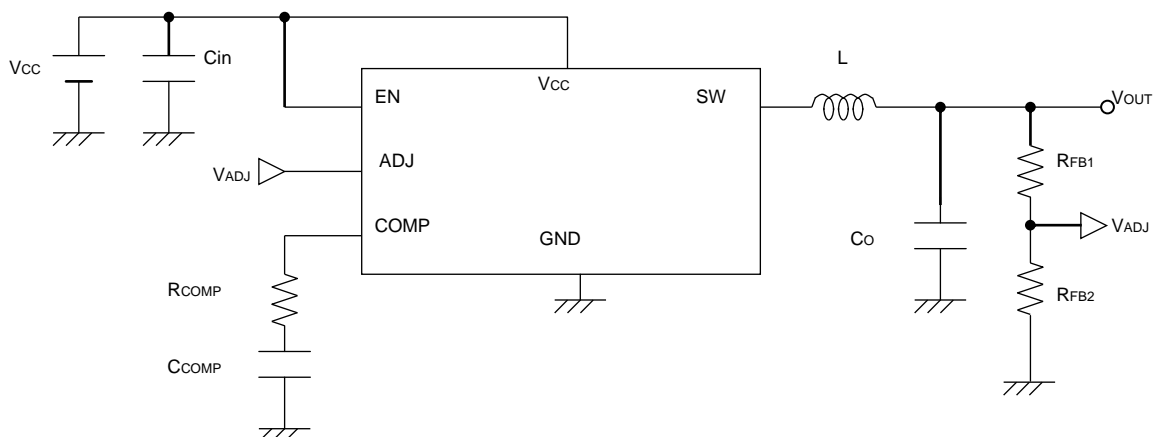 Cin
L
VCC
VCC
EN
SW
VOUT
ADJ
RFB1
VADJ
COMP
GND
CO
VADJ
RCOMP
RFB2
CCOMP